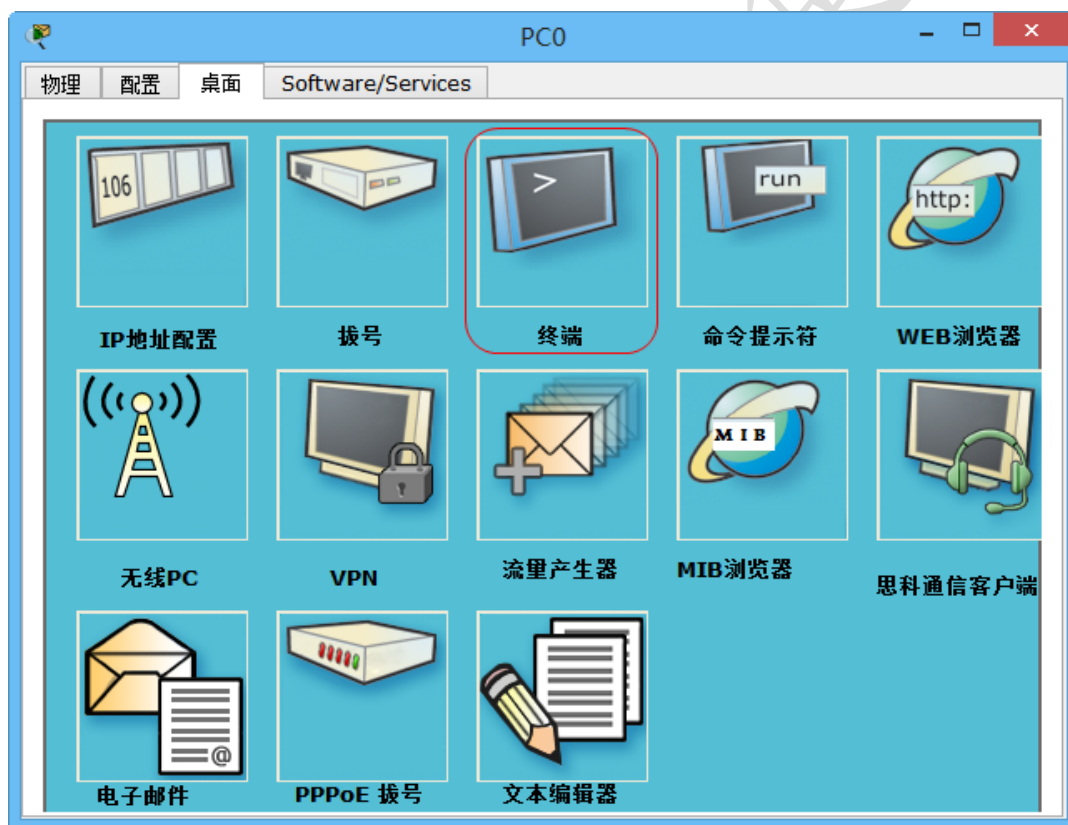 PC0
物理 配置 桌面 Software/Services
106 > run http:
IP地址配置 拨号 终端 命令提示符 WEB浏览器
MIB
无线PC VPN 流量产生器 MIB浏览器 思科通信客户端
@
电子邮件 PPPoE 拨号 文本编辑器